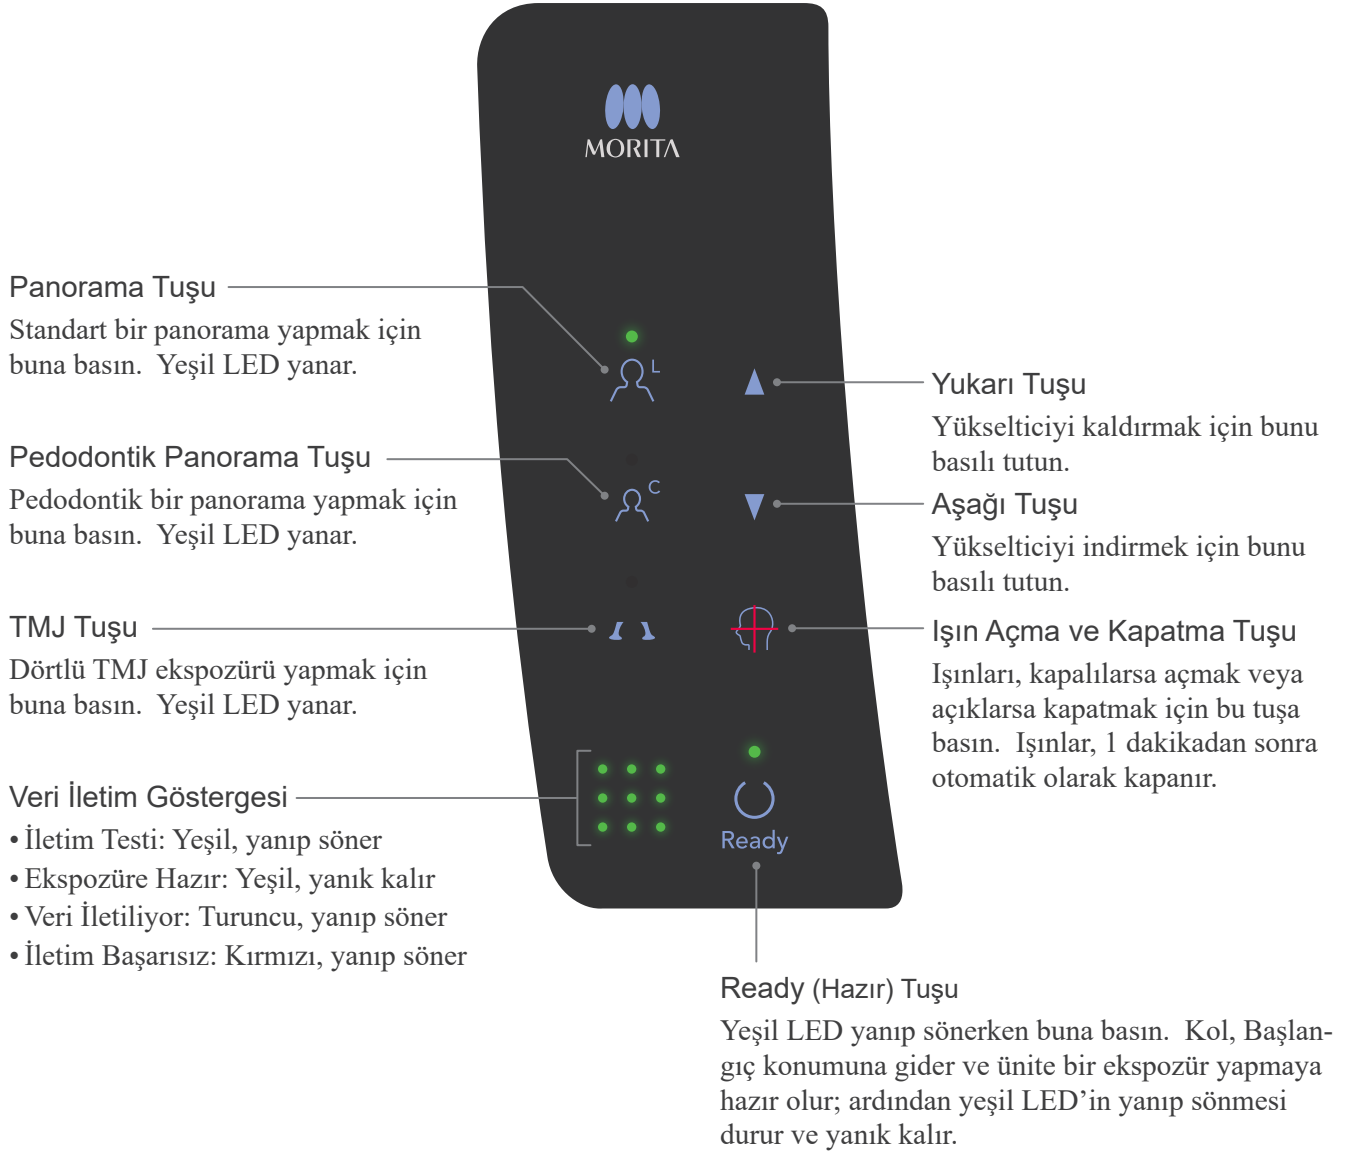 MORITA
Panorama Tuşu
Standart bir panorama yapmak için
buna basın.  Yeşil LED yanar.
L
Pedodontik Panorama Tuşu
Pedodontik bir panorama yapmak için
buna basın.  Yeşil LED yanar.
C
TMJ Tuşu
Dörtlü TMJ ekspozürü yapmak için
buna basın.  Yeşil LED yanar.
Veri İletim Göstergesi
• İletim Testi: Yeşil, yanıp söner
• Ekspozüre Hazır: Yeşil, yanık kalır
• Veri İletiliyor: Turuncu, yanıp söner
• İletim Başarısız: Kırmızı, yanıp söner
Yukarı Tuşu
Yükselticiyi kaldırmak için bunu
basılı tutun.
Aşağı Tuşu
Yükselticiyi indirmek için bunu
basılı tutun.
Işın Açma ve Kapatma Tuşu
Işınları, kapalılarsa açmak veya
açıklarsa kapatmak için bu tuşa
basın.  Işınlar, 1 dakikadan sonra
otomatik olarak kapanır.
Ready
Ready (Hazır) Tuşu
Yeşil LED yanıp sönerken buna basın.  Kol, Başlan-
gıç konumuna gider ve ünite bir ekspozür yapmaya
hazır olur; ardından yeşil LED’in yanıp sönmesi
durur ve yanık kalır.